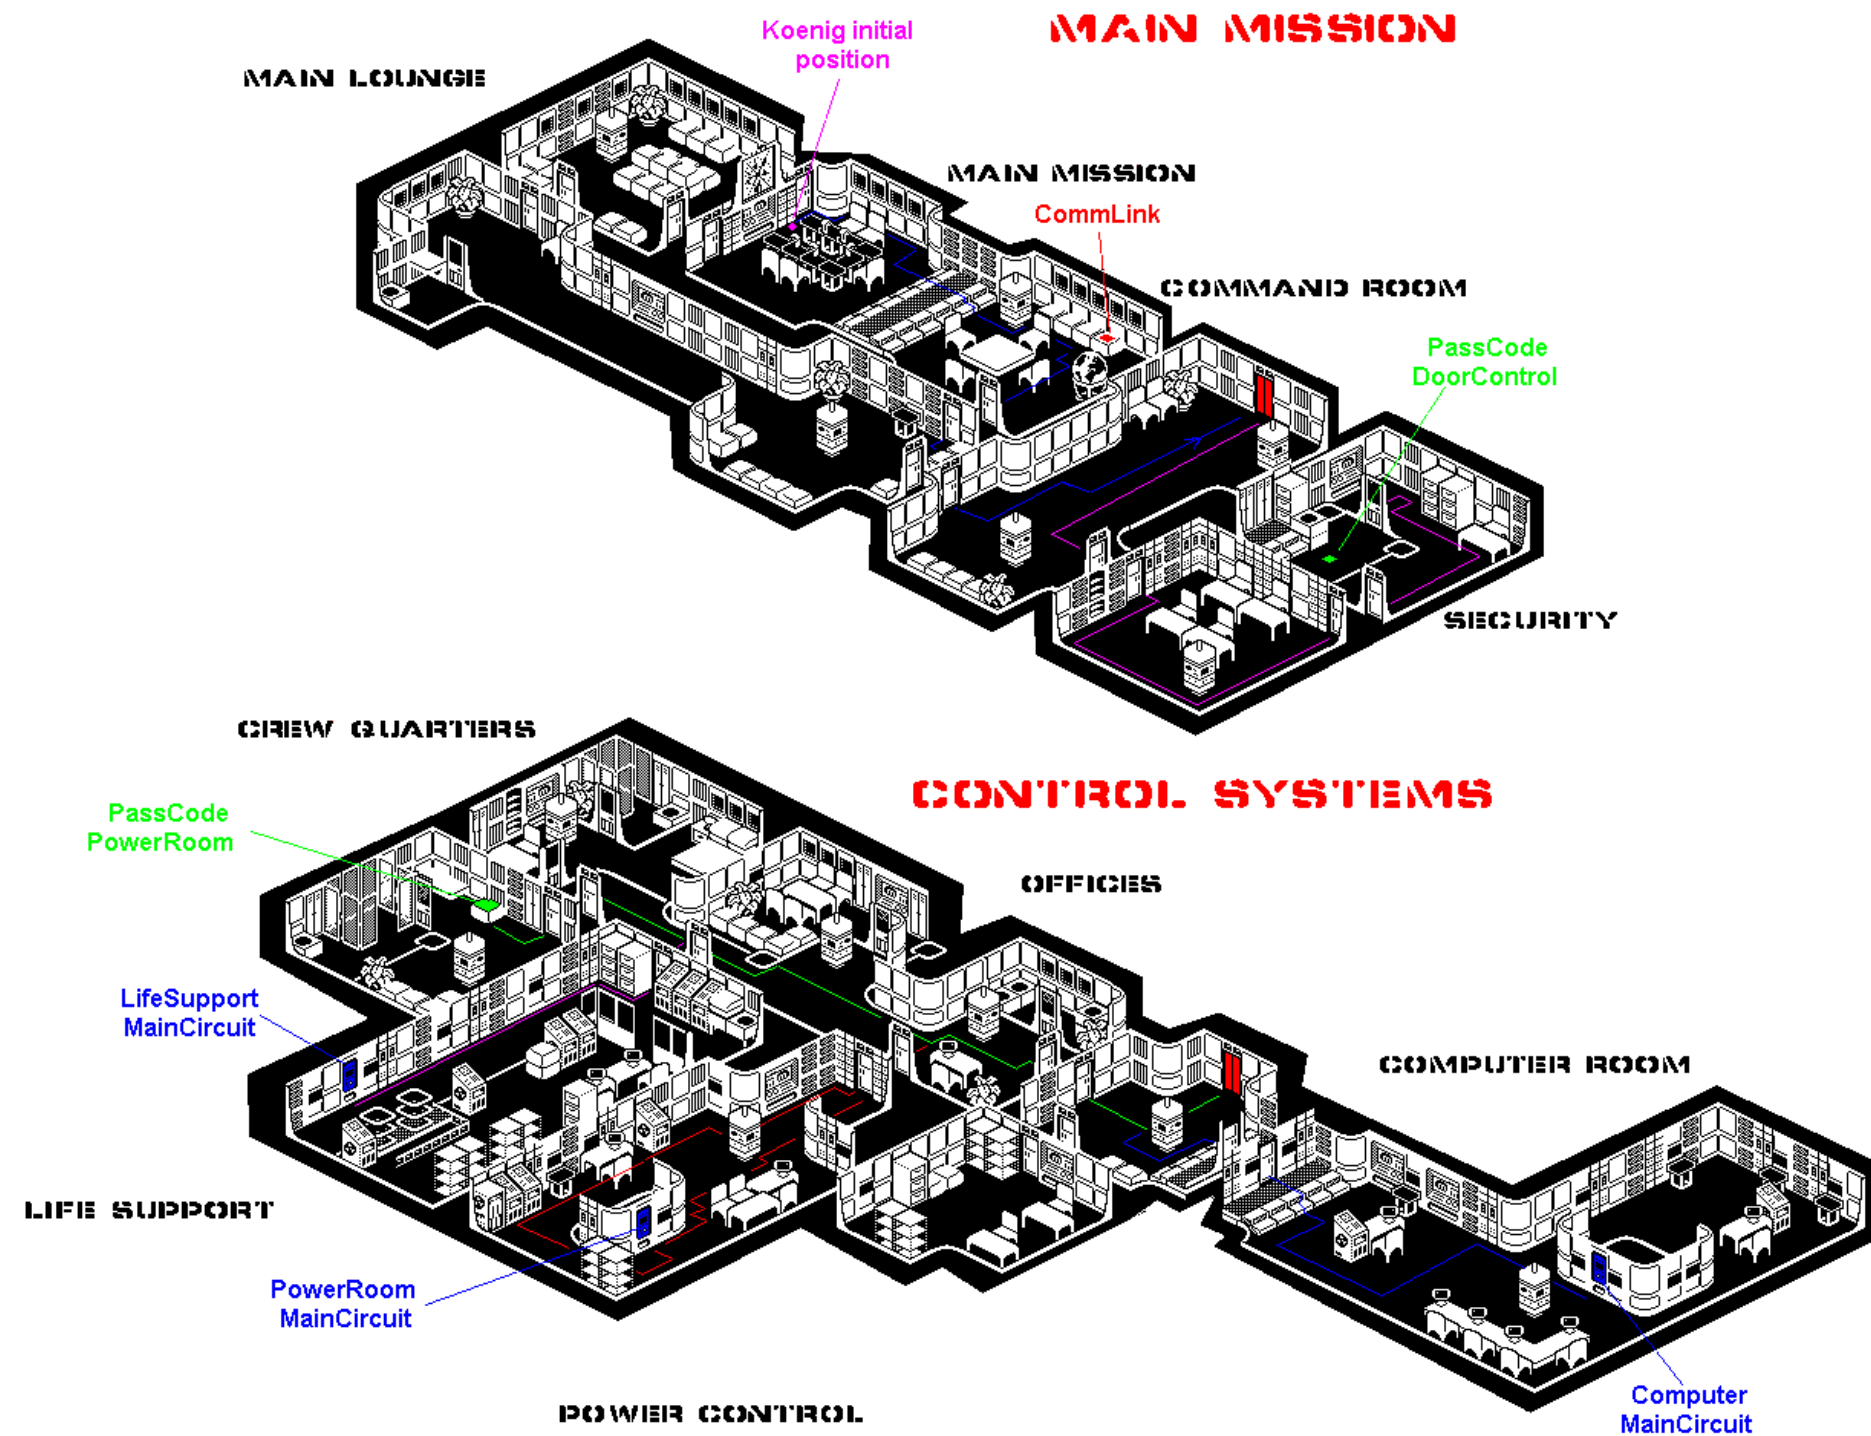 MAIN MISSION
Koenig initial
position
MAIN LOUNGE
MAIN MISSION
CommLink
COMMAND ROOM
PassCode
DoorControl
SECURITY
CREW QUARTERS
CONTROL SYSTEMS
PassCode
PowerRoom
OFFICES
LifeSupport
MainCircuit
COMPUTER ROOM
LIFE SUPPORT
PowerRoom
MainCircuit
Computer
MainCircuit
POWER CONTROL